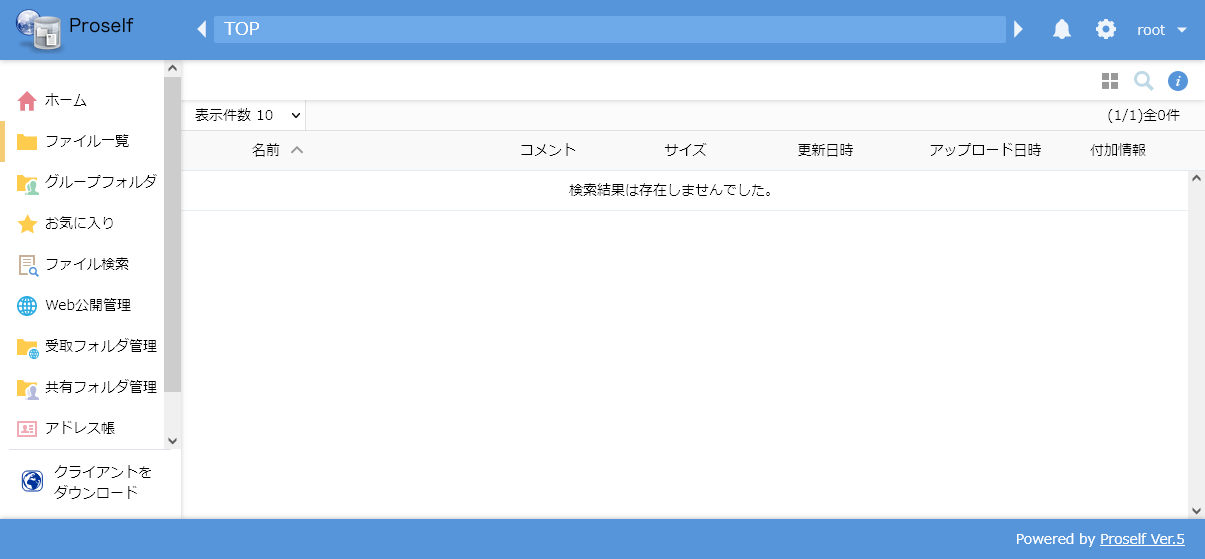 Proself
TOP
root
ホーム
ファイル一覧
グループフォルダ
お気に入り
ファイル検索
Web公開管理
受取フォルダ管理
共有フォルダ管理
アドレス帳
クライアントを
ダウンロード
表示件数 10
(1/1)全0件
名前 コメント サイズ 更新日時 アップロード日時 付加情報
検索結果は存在しませんでした。
Powered by Proself Ver.5